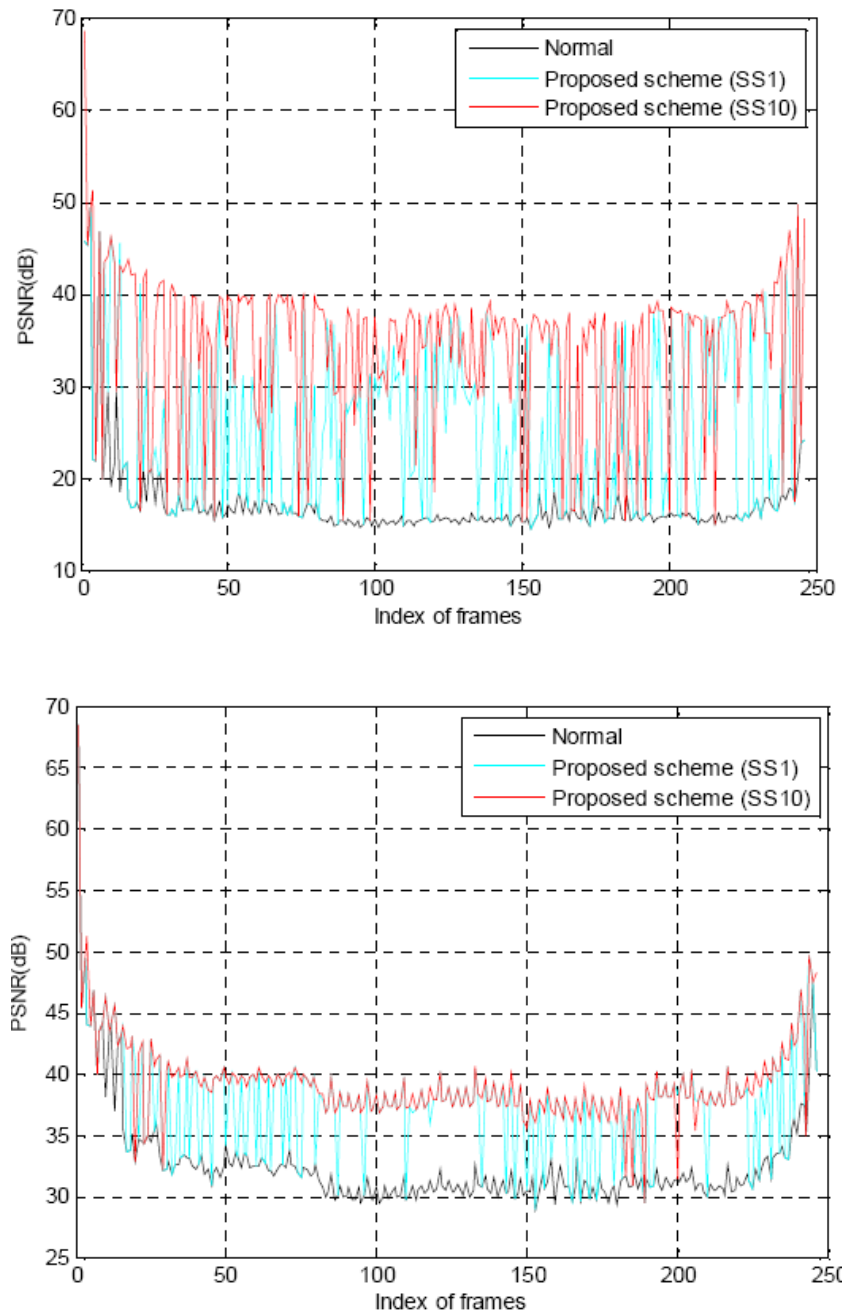 70
60
50
40
30
20
10
PSNR(dB)
Normal
Proposed scheme (SS1)
Proposed scheme (SS10)
0 50 100 150 200 250
Index of frames
70
65
60
55
50
45
40
35
30
25
PSNR(dB)
Normal
Proposed scheme (SS1)
Proposed scheme (SS10)
0 50 100 150 200 250
Index of frames